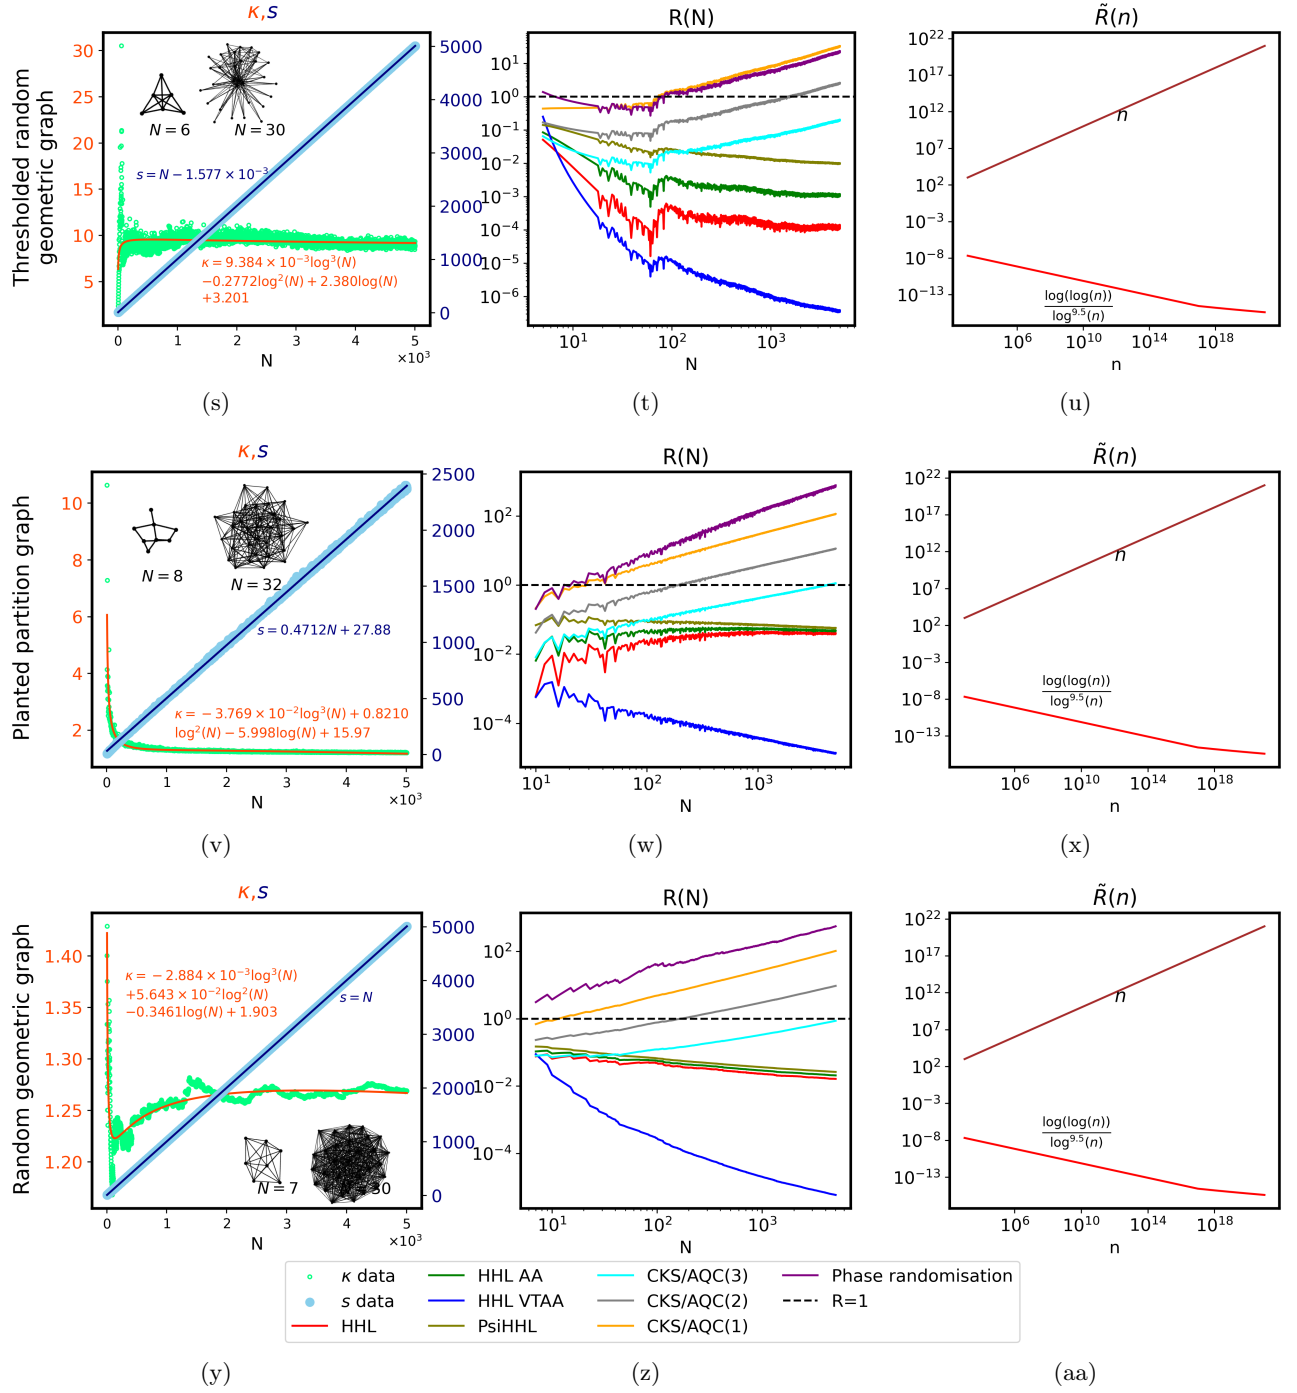 κ,s
R(N)
R̃(n)
Thresholded random
geometric graph
30
25
20
15
10
5
5000
4000
3000
2000
1000
0
N = 6
N = 30
s = N − 1.577 × 10⁻³
κ = 9.384 × 10⁻³log³(N)
−0.2772log²(N) + 2.380log(N)
+3.201
0 1 2 3 4 5
×10³
N
10¹
10⁰
10⁻¹
10⁻²
10⁻³
10⁻⁴
10⁻⁵
10⁻⁶
10¹ 10² 10³
N
10²²
10¹⁷
10¹²
10⁷
10²
10⁻³
10⁻⁸
10⁻¹³
n
log(log(n))
log⁹·⁵(n)
10⁶ 10¹⁰ 10¹⁴ 10¹⁸
n
(s)
(t)
(u)
κ,s
R(N)
R̃(n)
Planted partition graph
10
8
6
4
2
2500
2000
1500
1000
500
0
N = 8
N = 32
s = 0.4712N + 27.88
κ = − 3.769 × 10⁻²log³(N) + 0.8210
log²(N) − 5.998log(N) + 15.97
0 1 2 3 4 5
×10³
N
10²
10⁰
10⁻²
10⁻⁴
10¹ 10² 10³
N
10²²
10¹⁷
10¹²
10⁷
10²
10⁻³
10⁻⁸
10⁻¹³
n
log(log(n))
log⁹·⁵(n)
10⁶ 10¹⁰ 10¹⁴ 10¹⁸
n
(v)
(w)
(x)
κ,s
R(N)
R̃(n)
Random geometric graph
1.40
1.35
1.30
1.25
1.20
5000
4000
3000
2000
1000
0
κ = − 2.884 × 10⁻³log³(N)
+5.643 × 10⁻²log²(N)
−0.3461log(N) + 1.903
s = N
N = 7
30
0 1 2 3 4 5
×10³
N
10²
10⁰
10⁻²
10⁻⁴
10¹ 10² 10³
N
10²²
10¹⁷
10¹²
10⁷
10²
10⁻³
10⁻⁸
10⁻¹³
n
log(log(n))
log⁹·⁵(n)
10⁶ 10¹⁰ 10¹⁴ 10¹⁸
n
κ data
s data
HHL
HHL AA
HHL VTAA
PsiHHL
CKS/AQC(3)
CKS/AQC(2)
CKS/AQC(1)
Phase randomisation
R=1
(y)
(z)
(aa)